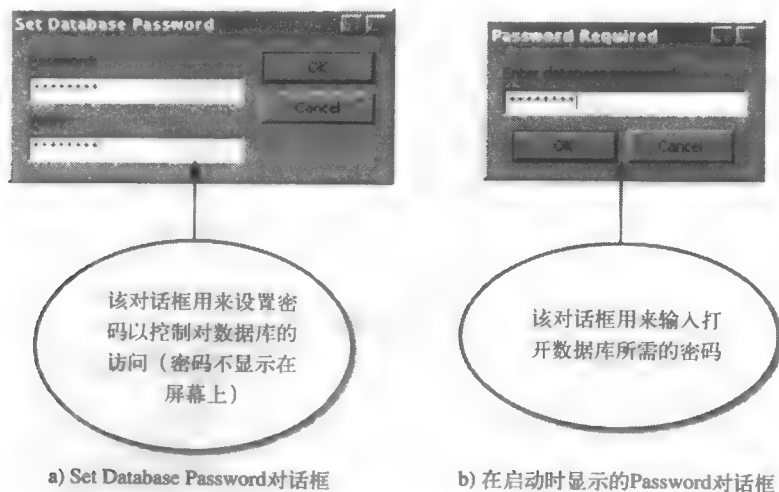 Set Database Password
Password:
OK
Cancel
Password Required
Enter database password:
OK
Cancel
该对话框用来设置密
码以控制对数据库的
访问（密码不显示在
屏幕上）
该对话框用来输入打
开数据库所需的密码
a) Set Database Password对话框
b) 在启动时显示的Password对话框